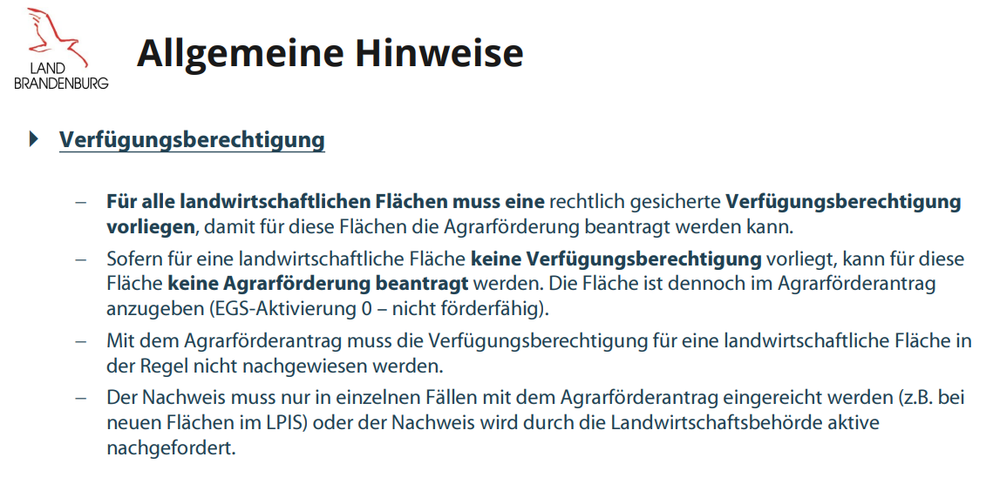 LAND
BRANDENBURG
Allgemeine Hinweise
Verfügungsberechtigung
– Für alle landwirtschaftlichen Flächen muss eine rechtlich gesicherte Verfügungsberechtigung
vorliegen, damit für diese Flächen die Agrarförderung beantragt werden kann.
– Sofern für eine landwirtschaftliche Fläche keine Verfügungsberechtigung vorliegt, kann für diese
Fläche keine Agrarförderung beantragt werden. Die Fläche ist dennoch im Agrarförderantrag
anzugeben (EGS-Aktivierung 0 – nicht förderfähig).
– Mit dem Agrarförderantrag muss die Verfügungsberechtigung für eine landwirtschaftliche Fläche in
der Regel nicht nachgewiesen werden.
– Der Nachweis muss nur in einzelnen Fällen mit dem Agrarförderantrag eingereicht werden (z.B. bei
neuen Flächen im LPIS) oder der Nachweis wird durch die Landwirtschaftsbehörde aktive
nachgefordert.